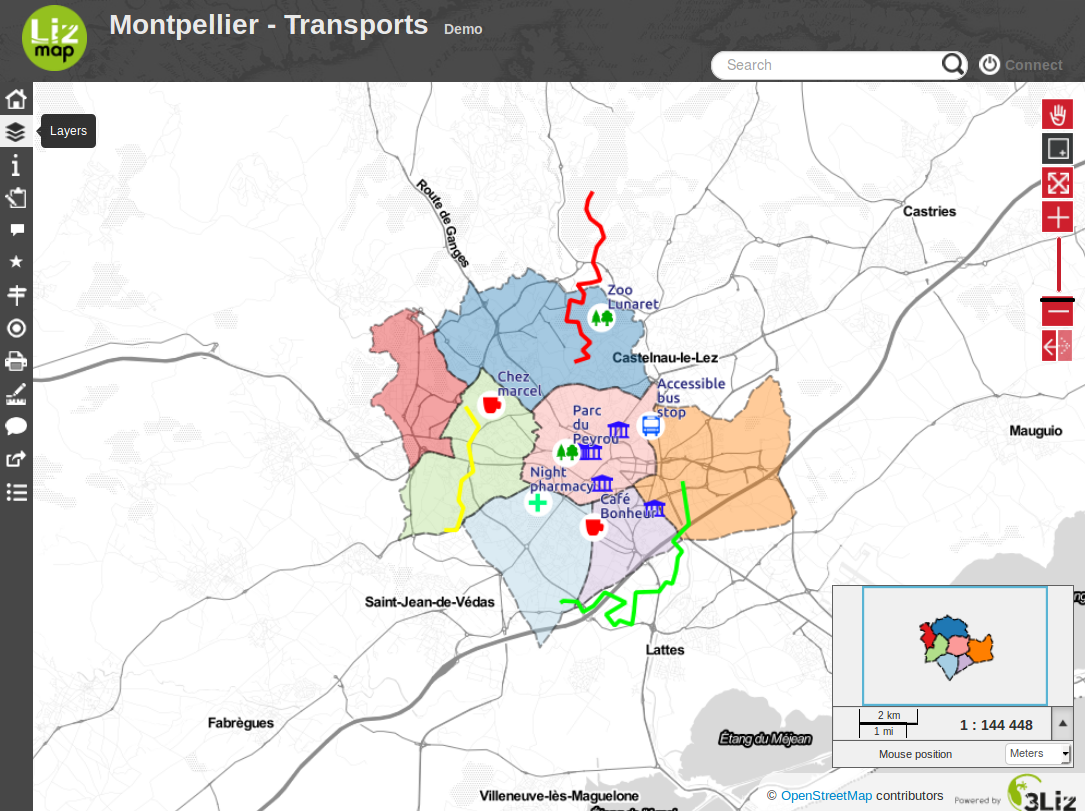 Liz
map
Montpellier - Transports Demo
Search
Connect
Layers
Route de Ganges
Castries
Zoo
Lunaret
Castelnau-le-Lez
Chez
marcel
Accessible
bus
stop
Parc
du
Peyrou
Mauguio
Night
pharmacy
Café
Bonheur
Saint-Jean-de-Védas
Lattes
Fabrègues
Étang du Méjean
2 km
1 mi
1 : 144 448
Mouse position
Meters
Villeneuve-lès-Maguelone
© OpenStreetMap contributors
Powered by
3Liz